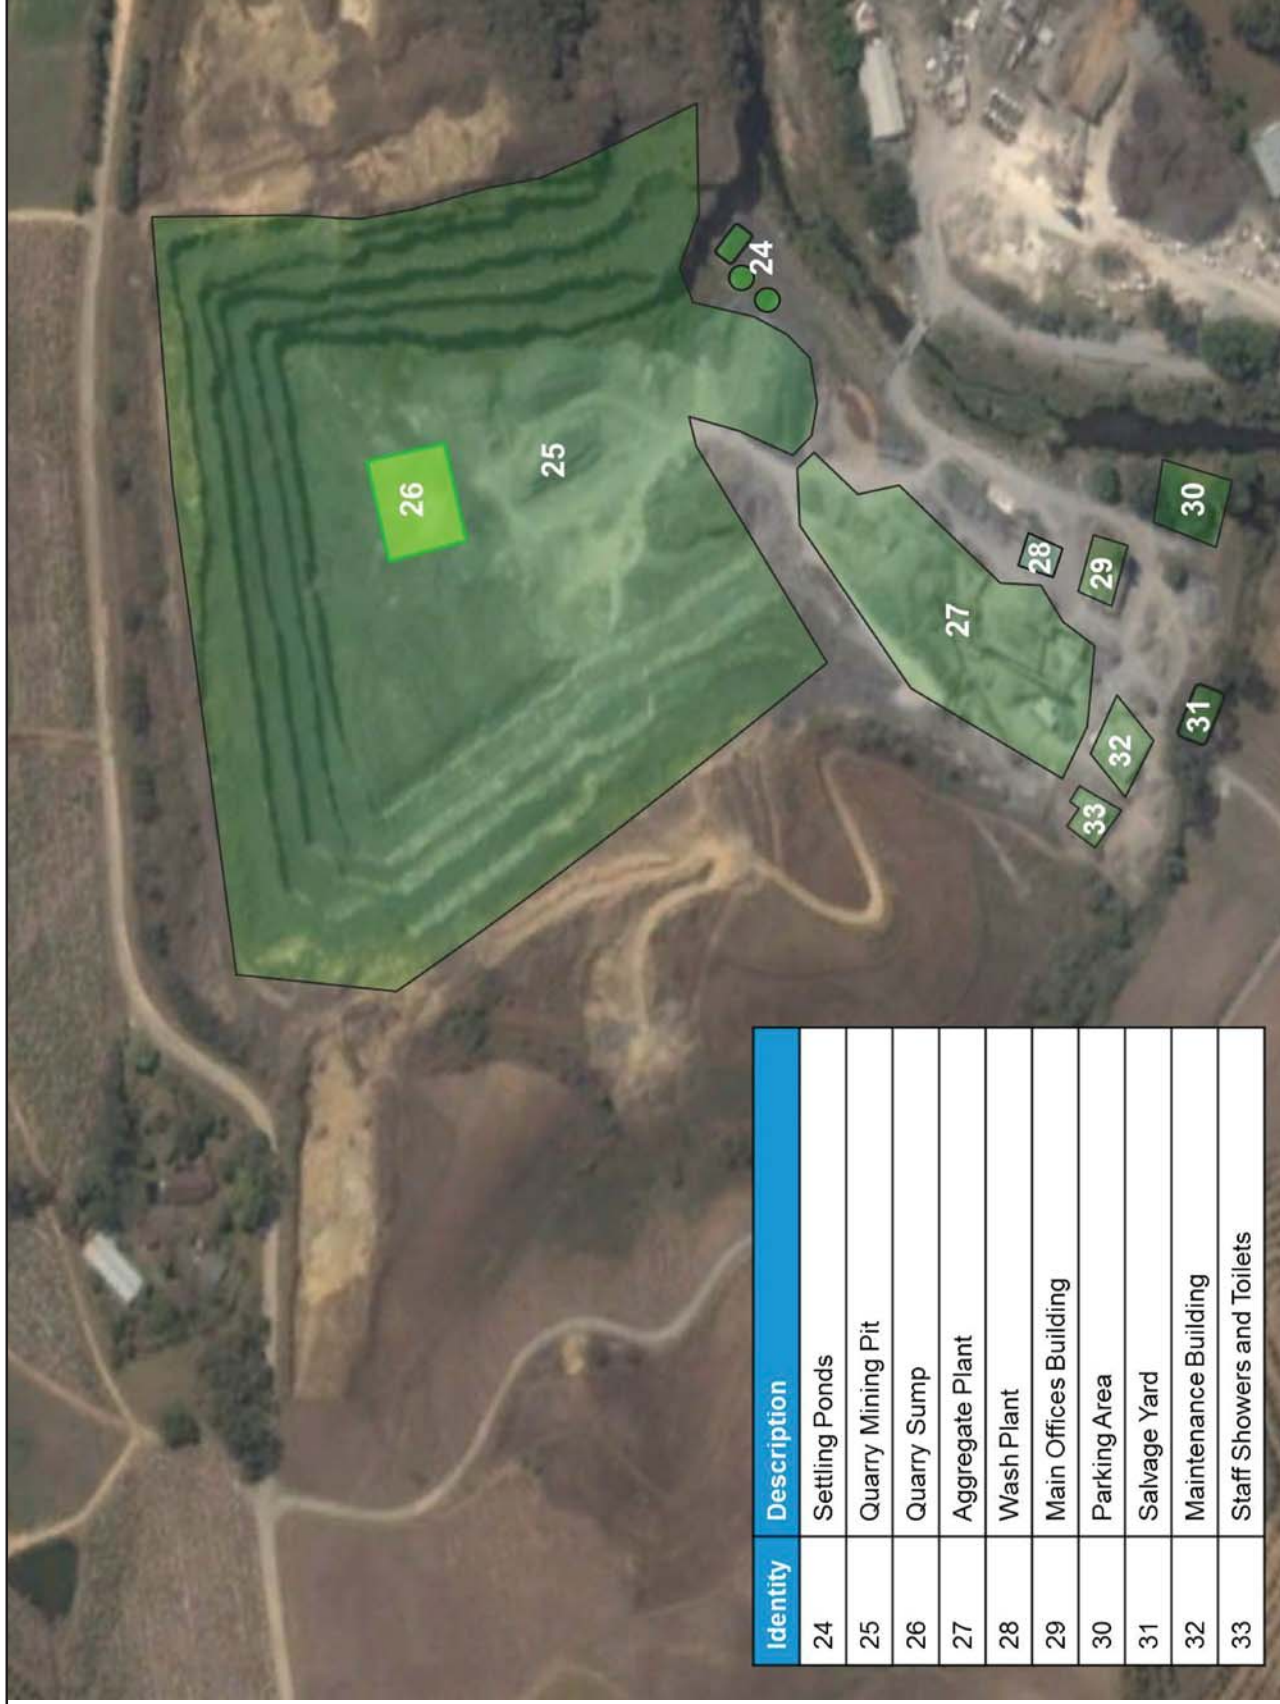 26
25
24
27
28
29
30
31
32
33
Identity Description
24 Settling Ponds
25 Quarry Mining Pit
26 Quarry Sump
27 Aggregate Plant
28 Wash Plant
29 Main Offices Building
30 Parking Area
31 Salvage Yard
32 Maintenance Building
33 Staff Showers and Toilets